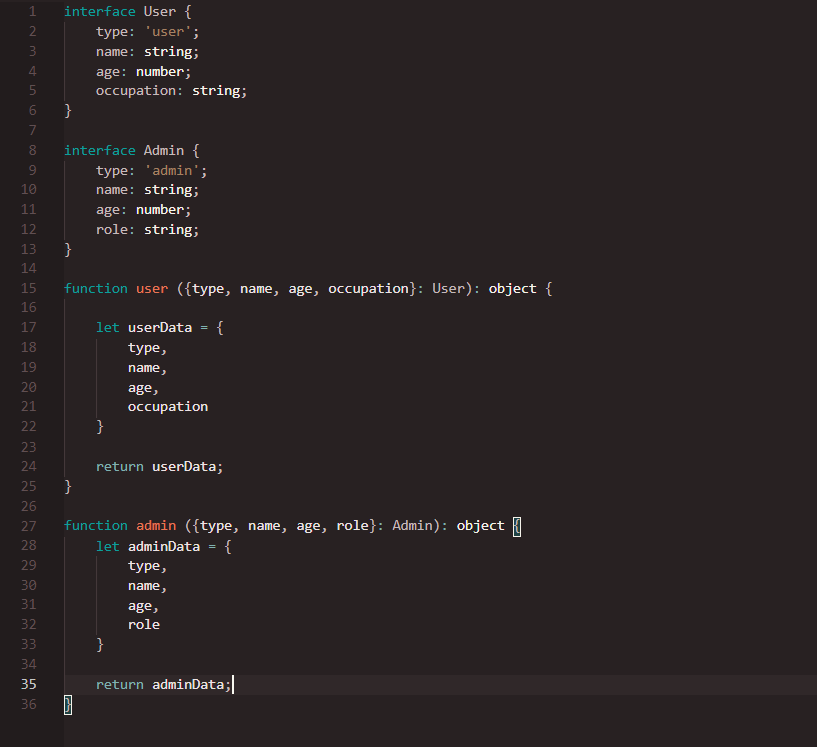 1 interface User {
2     type: 'user';
3     name: string;
4     age: number;
5     occupation: string;
6 }
7
8 interface Admin {
9     type: 'admin';
10     name: string;
11     age: number;
12     role: string;
13 }
14
15 function user ({type, name, age, occupation}: User): object {
16
17     let userData = {
18         type,
19         name,
20         age,
21         occupation
22     }
23
24     return userData;
25 }
26
27 function admin ({type, name, age, role}: Admin): object {
28     let adminData = {
29         type,
30         name,
31         age,
32         role
33     }
34
35     return adminData;
36 }